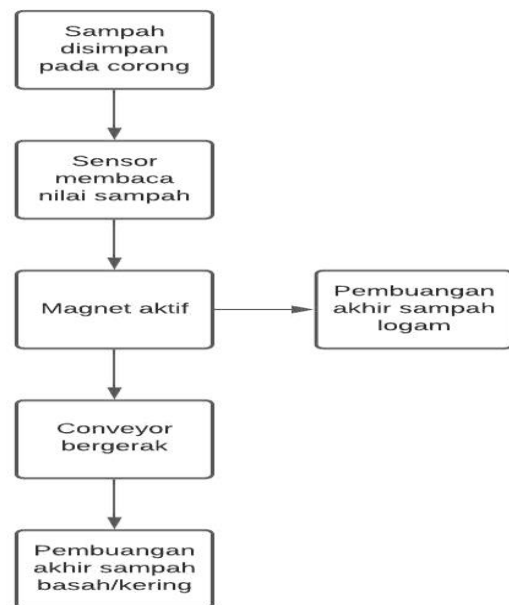 Sampah
disimpan
pada corong
Sensor
membaca
nilai sampah
Magnet aktif
Pembuangan
akhir sampah
logam
Conveyor
bergerak
Pembuangan
akhir sampah
basah/kering